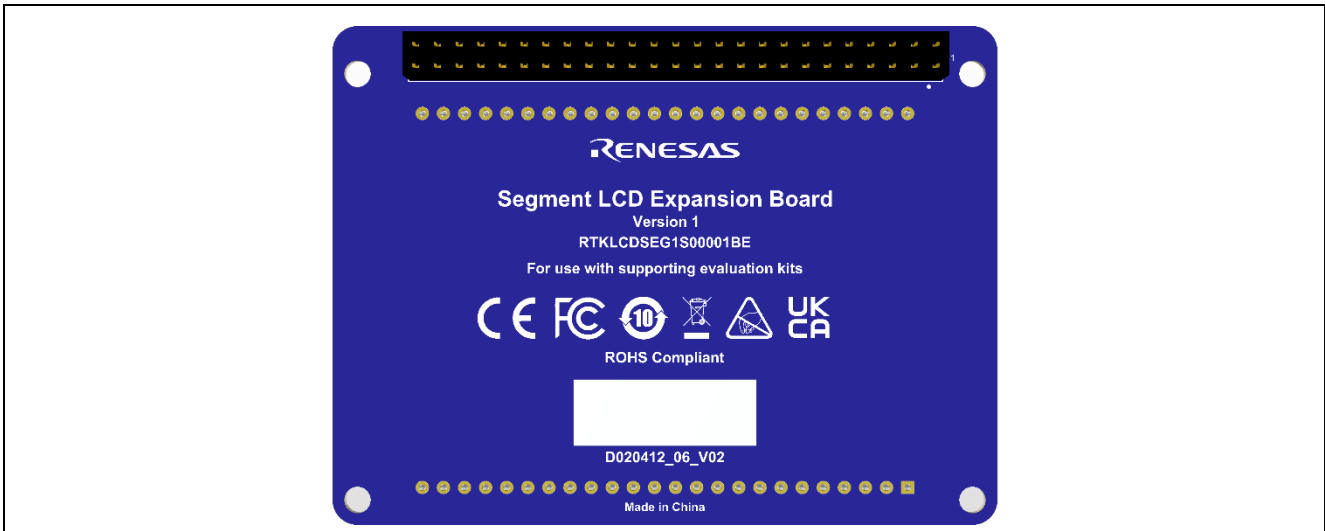 1
RENESAS
Segment LCD Expansion Board
Version 1
RTKLCDSEG1S00001BE
For use with supporting evaluation kits
CE FC 10 UK
CA
ROHS Compliant
D020412_06_V02
Made in China